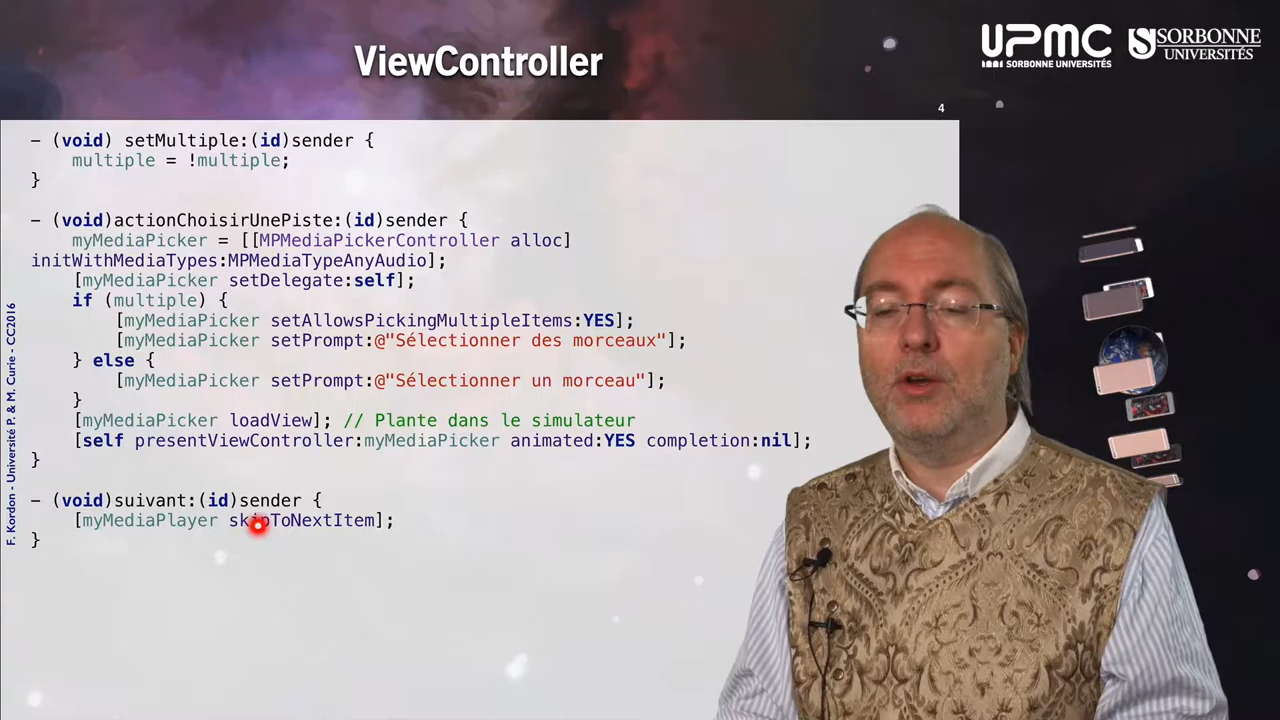 ViewController
UPMC
SORBONNE UNIVERSITÉS
SORBONNE
UNIVERSITÉS
4
– (void) setMultiple:(id)sender {
    multiple = !multiple;
}
– (void)actionChoisirUnePiste:(id)sender {
    myMediaPicker = [[MPMediaPickerController alloc]
initWithMediaTypes:MPMediaTypeAnyAudio];
    [myMediaPicker setDelegate:self];
    if (multiple) {
        [myMediaPicker setAllowsPickingMultipleItems:YES];
        [myMediaPicker setPrompt:@"Sélectionner des morceaux"];
    } else {
        [myMediaPicker setPrompt:@"Sélectionner un morceau"];
    }
    [myMediaPicker loadView]; // Plante dans le simulateur
    [self presentViewController:myMediaPicker animated:YES completion:nil];
}
– (void)suivant:(id)sender {
    [myMediaPlayer skipToNextItem];
}
F. Kordon - Université P. & M. Curie - CC2016